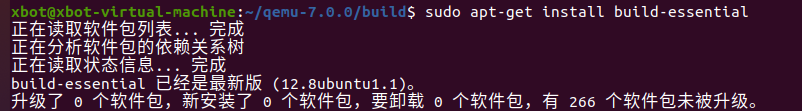 xbot@xbot-virtual-machine:~/qemu-7.0.0/build$ sudo apt-get install build-essential
正在读取软件包列表... 完成
正在分析软件包的依赖关系树
正在读取状态信息... 完成
build-essential 已经是最新版 (12.8ubuntu1.1)。
升级了 0 个软件包，新安装了 0 个软件包，要卸载 0 个软件包，有 266 个软件包未被升级。